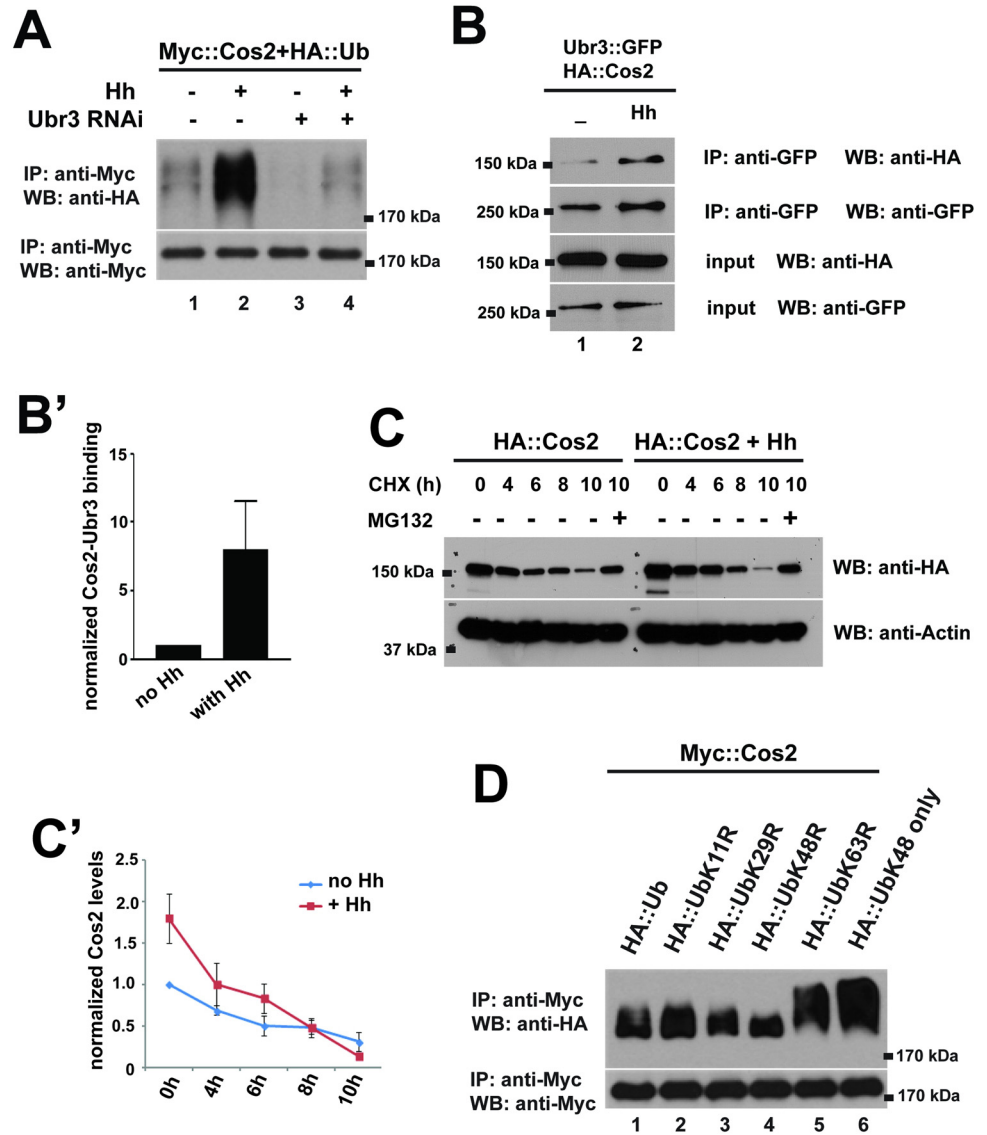 A
Myc::Cos2+HA::Ub
Hh - + - +
Ubr3 RNAi - - + +
IP: anti-Myc
WB: anti-HA
170 kDa
IP: anti-Myc
WB: anti-Myc
170 kDa
1 2 3 4
B
Ubr3::GFP
HA::Cos2
– Hh
150 kDa IP: anti-GFP WB: anti-HA
250 kDa IP: anti-GFP WB: anti-GFP
150 kDa input WB: anti-HA
250 kDa input WB: anti-GFP
1 2
B’
normalized Cos2-Ubr3 binding
15
10
5
0
no Hh
with Hh
C
HA::Cos2 HA::Cos2 + Hh
CHX (h) 0 4 6 8 10 10 0 4 6 8 10 10
MG132 - - - - - + - - - - - +
150 kDa WB: anti-HA
WB: anti-Actin
37 kDa
C’
normalized Cos2 levels
2.5
2.0
1.5
1.0
0.5
0
no Hh
+ Hh
0h 4h 6h 8h 10h
D
Myc::Cos2
HA::Ub
HA::UbK11R
HA::UbK29R
HA::UbK48R
HA::UbK63R
HA::UbK48 only
IP: anti-Myc
WB: anti-HA
170 kDa
IP: anti-Myc
WB: anti-Myc
170 kDa
1 2 3 4 5 6